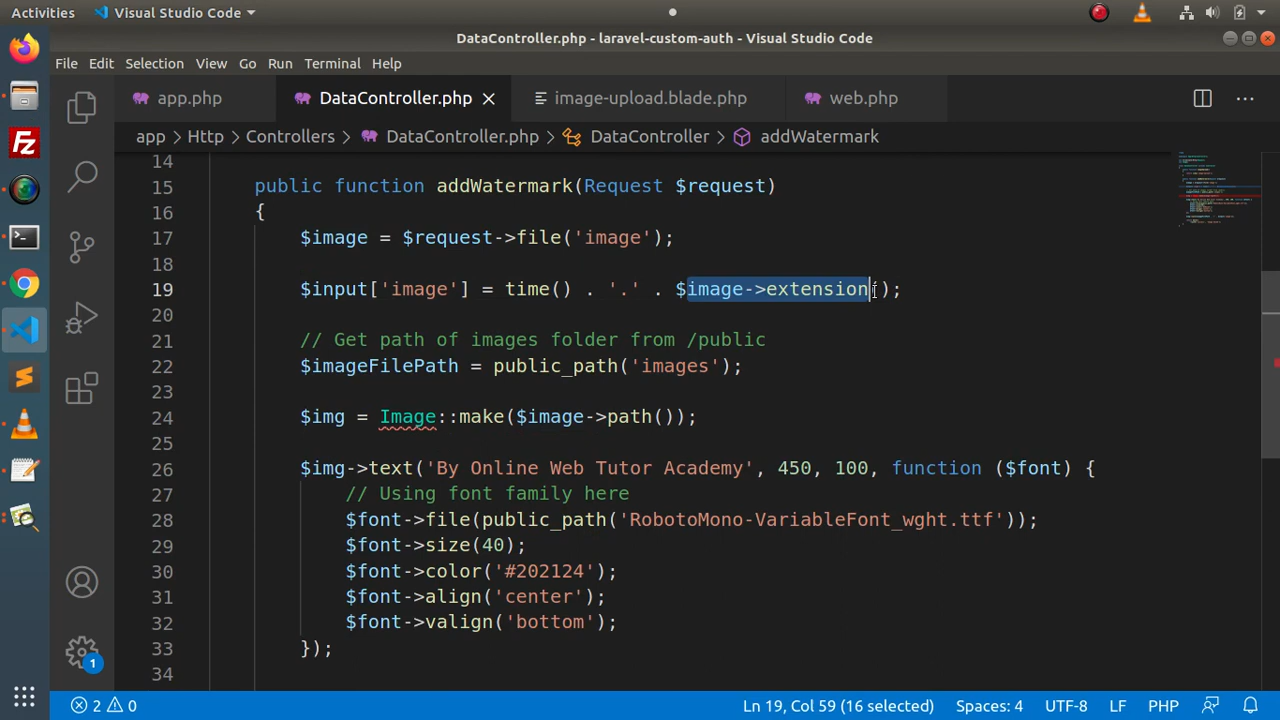 Activities Visual Studio Code
DataController.php - laravel-custom-auth - Visual Studio Code
File Edit Selection View Go Run Terminal Help
app.php DataController.php image-upload.blade.php web.php
app > Http > Controllers > DataController.php > DataController > addWatermark
14
15 public function addWatermark(Request $request)
16 {
17 $image = $request->file('image');
18
19 $input['image'] = time() . '.' . $image->extension();
20
21 // Get path of images folder from /public
22 $imageFilePath = public_path('images');
23
24 $img = Image::make($image->path());
25
26 $img->text('By Online Web Tutor Academy', 450, 100, function ($font) {
27 // Using font family here
28 $font->file(public_path('RobotoMono-VariableFont_wght.ttf'));
29 $font->size(40);
30 $font->color('#202124');
31 $font->align('center');
32 $font->valign('bottom');
33 });
34
1
2 0 Ln 19, Col 59 (16 selected) Spaces: 4 UTF-8 LF PHP